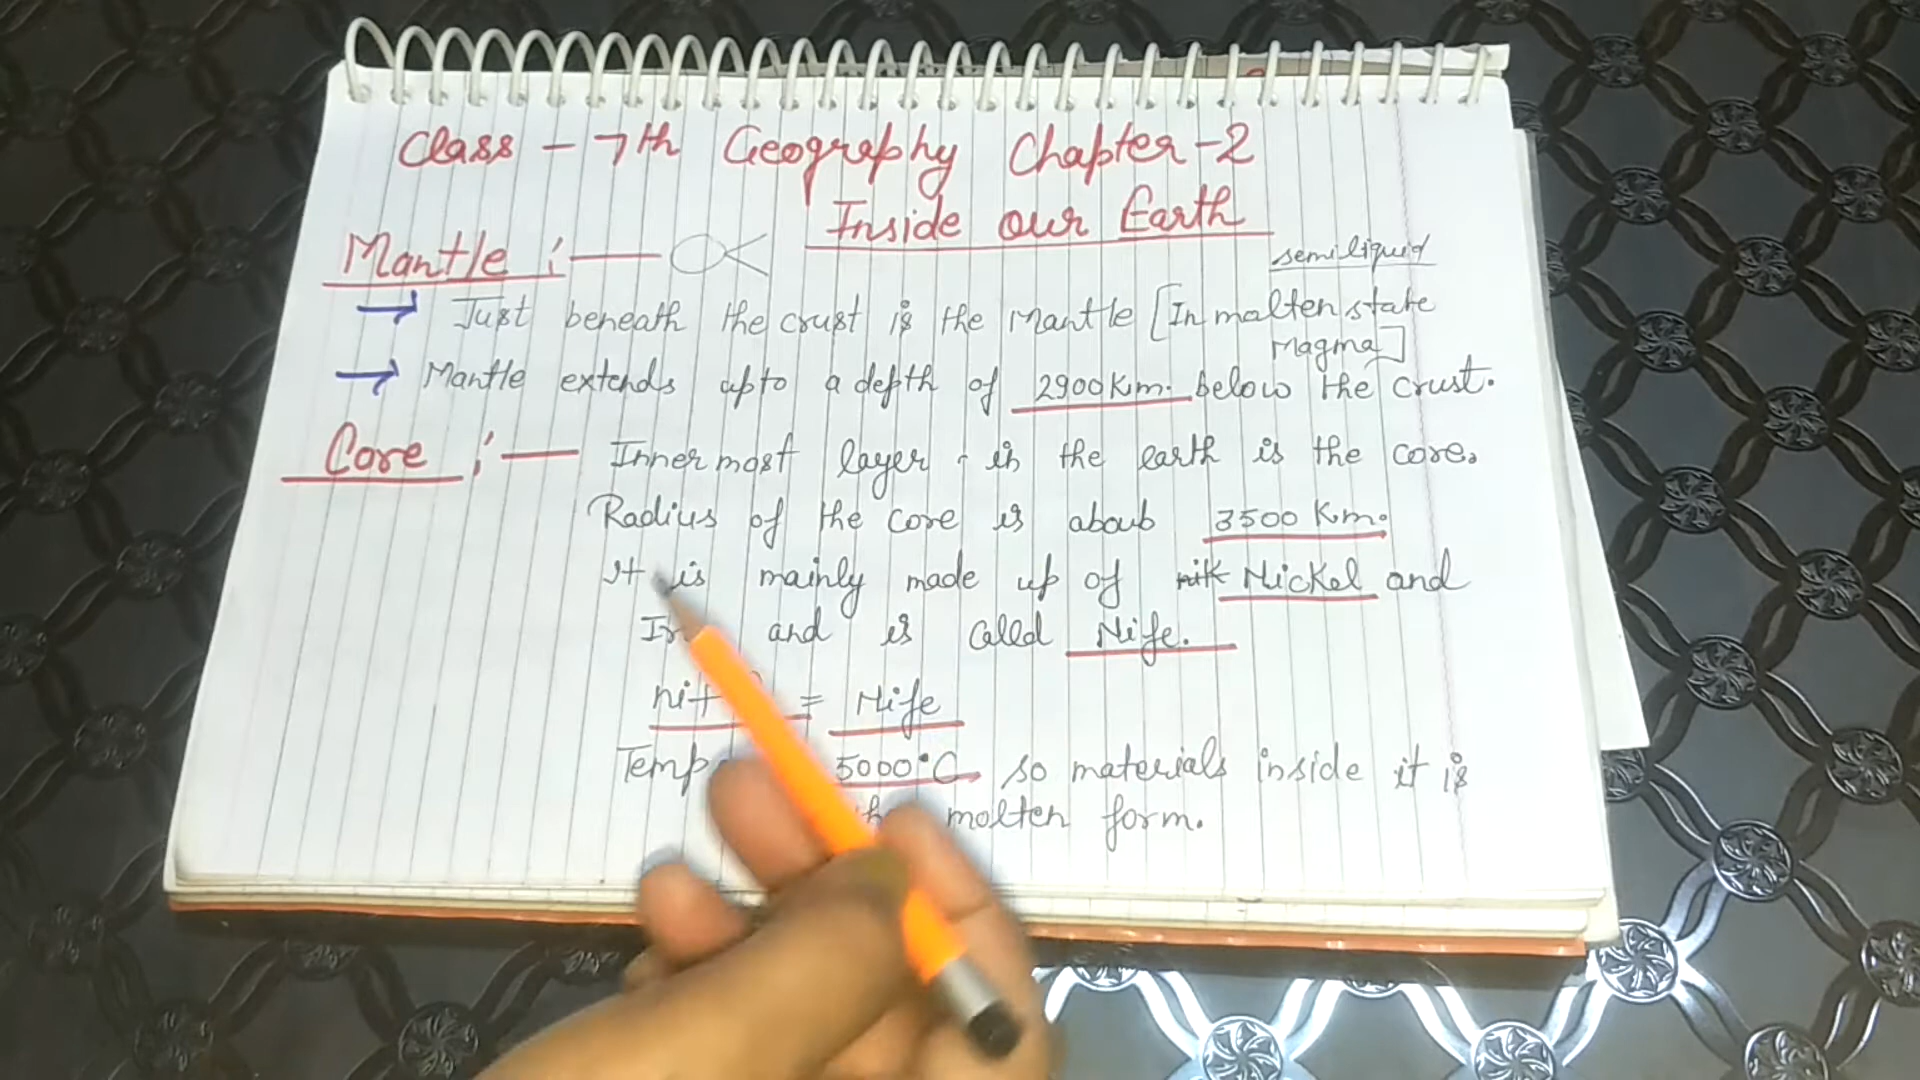 Class - 7th Geography Chapter-2
Inside our Earth
Mantle :—
semiliquid
→ Just beneath the crust is the Mantle [In malten state
Magma]
→ Mantle extends upto a depth of 2900 Km. below the crust.
Core :— Innermost layer in the earth is the core.
Radius of the core is about 3500 Km.
It is mainly made up of nik Nickel and
and is called Nife.
= Nife
5000°C so materials inside it is
molten form.